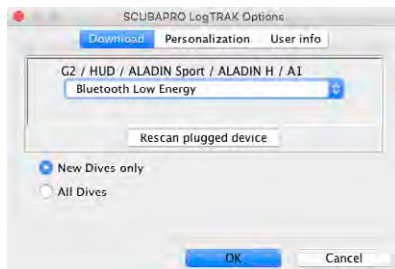 SCUBAPRO LogTRAK Options
Download Personalization User info
G2 / HUD / ALADIN Sport / ALADIN H / A1
Bluetooth Low Energy
Rescan plugged device
New Dives only
All Dives
OK Cancel